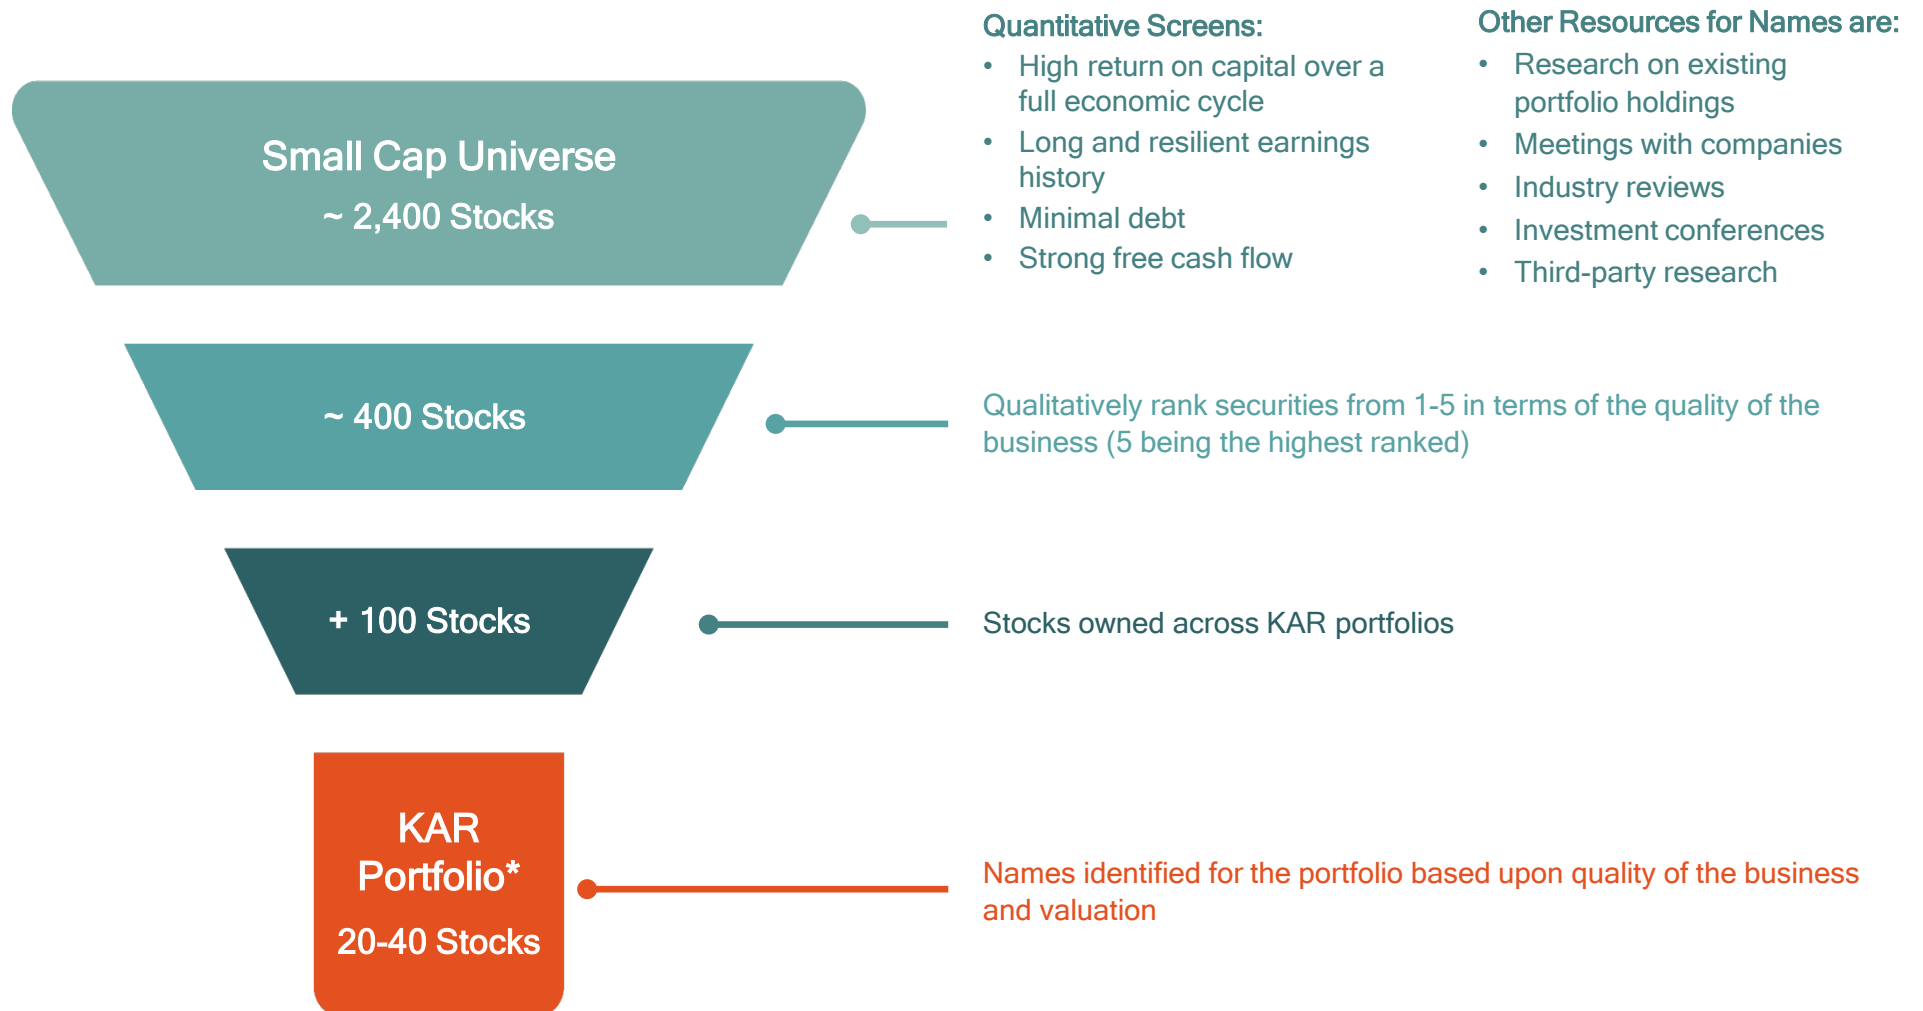 Small Cap Universe
~ 2,400 Stocks
Quantitative Screens:
• High return on capital over a
full economic cycle
• Long and resilient earnings
history
• Minimal debt
• Strong free cash flow
Other Resources for Names are:
• Research on existing
portfolio holdings
• Meetings with companies
• Industry reviews
• Investment conferences
• Third-party research
~ 400 Stocks
Qualitatively rank securities from 1-5 in terms of the quality of the
business (5 being the highest ranked)
+ 100 Stocks
Stocks owned across KAR portfolios
KAR
Portfolio*
20-40 Stocks
Names identified for the portfolio based upon quality of the business
and valuation